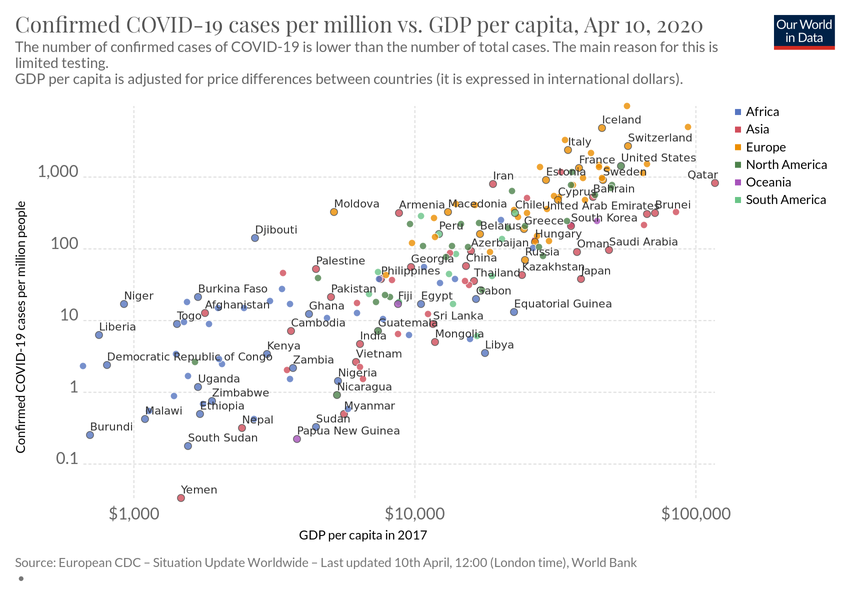 Confirmed COVID-19 cases per million vs. GDP per capita, Apr 10, 2020
Our World
in Data
The number of confirmed cases of COVID-19 is lower than the number of total cases. The main reason for this is
limited testing.
GDP per capita is adjusted for price differences between countries (it is expressed in international dollars).
Africa
Asia
Europe
North America
Oceania
South America
Confirmed COVID-19 cases per million people
1,000
100
10
1
0.1
Iceland
Italy
Switzerland
France
United States
Estonia
Sweden
Iran
Qatar
Cyprus
Bahrain
Moldova
Armenia
Macedonia
Chile
United Arab Emirates
Brunei
South Korea
Djibouti
Peru
Belarus
Greece
Hungary
Azerbaijan
Oman
Saudi Arabia
Russia
Palestine
Georgia
China
Kazakhstan
Japan
Philippines
Thailand
Niger
Burkina Faso
Pakistan
Fiji
Egypt
Gabon
Equatorial Guinea
Togo
Afghanistan
Ghana
Sri Lanka
Liberia
Cambodia
Guatemala
Mongolia
India
Kenya
Libya
Democratic Republic of Congo
Zambia
Vietnam
Uganda
Nigeria
Zimbabwe
Nicaragua
Malawi
Ethiopia
Myanmar
Burundi
Nepal
Sudan
South Sudan
Papua New Guinea
Yemen
$1,000
$10,000
$100,000
GDP per capita in 2017
Source: European CDC – Situation Update Worldwide – Last updated 10th April, 12:00 (London time), World Bank